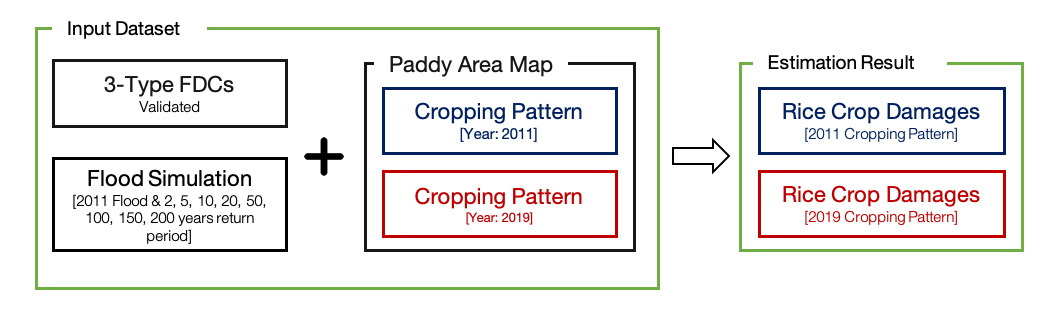 Input Dataset
3-Type FDCs
Validated
Flood Simulation
[2011 Flood & 2, 5, 10, 20, 50,
100, 150, 200 years return
period]
Paddy Area Map
Cropping Pattern
[Year: 2011]
Cropping Pattern
[Year: 2019]
Estimation Result
Rice Crop Damages
[2011 Cropping Pattern]
Rice Crop Damages
[2019 Cropping Pattern]